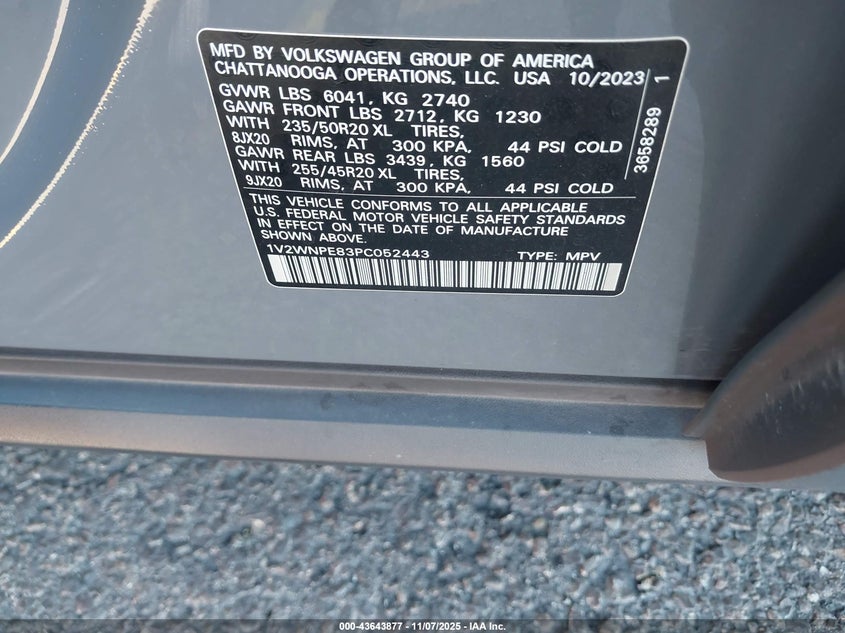 MFD BY VOLKSWAGEN GROUP OF AMERICA
CHATTANOOGA OPERATIONS, LLC. USA 10/2023
GVWR LBS 6041, KG 2740
GAWR FRONT LBS 2712, KG 1230
WITH 235/50R20 XL TIRES,
8JX20 RIMS, AT 300 KPA, 44 PSI COLD
GAWR REAR LBS 3439, KG 1560
WITH 255/45R20 XL TIRES,
9JX20 RIMS, AT 300 KPA, 44 PSI COLD
THIS VEHICLE CONFORMS TO ALL APPLICABLE
U.S. FEDERAL MOTOR VEHICLE SAFETY STANDARDS
IN EFFECT ON THE DATE OF MANUFACTURE
SHOWN ABOVE.
1V2WNPE83PC052443 TYPE: MPV
3658289 1
000-43643877 - 11/07/2025 - IAA Inc.